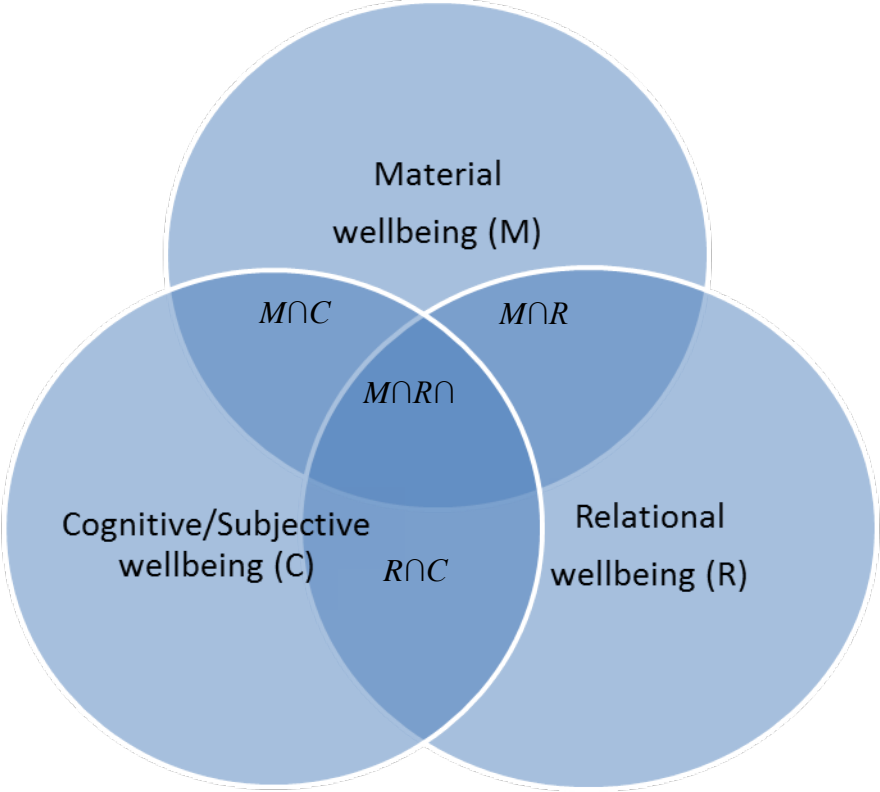 Material
wellbeing (M)
M∩C
M∩R
M∩R∩
Cognitive/Subjective
wellbeing (C)
Relational
wellbeing (R)
R∩C